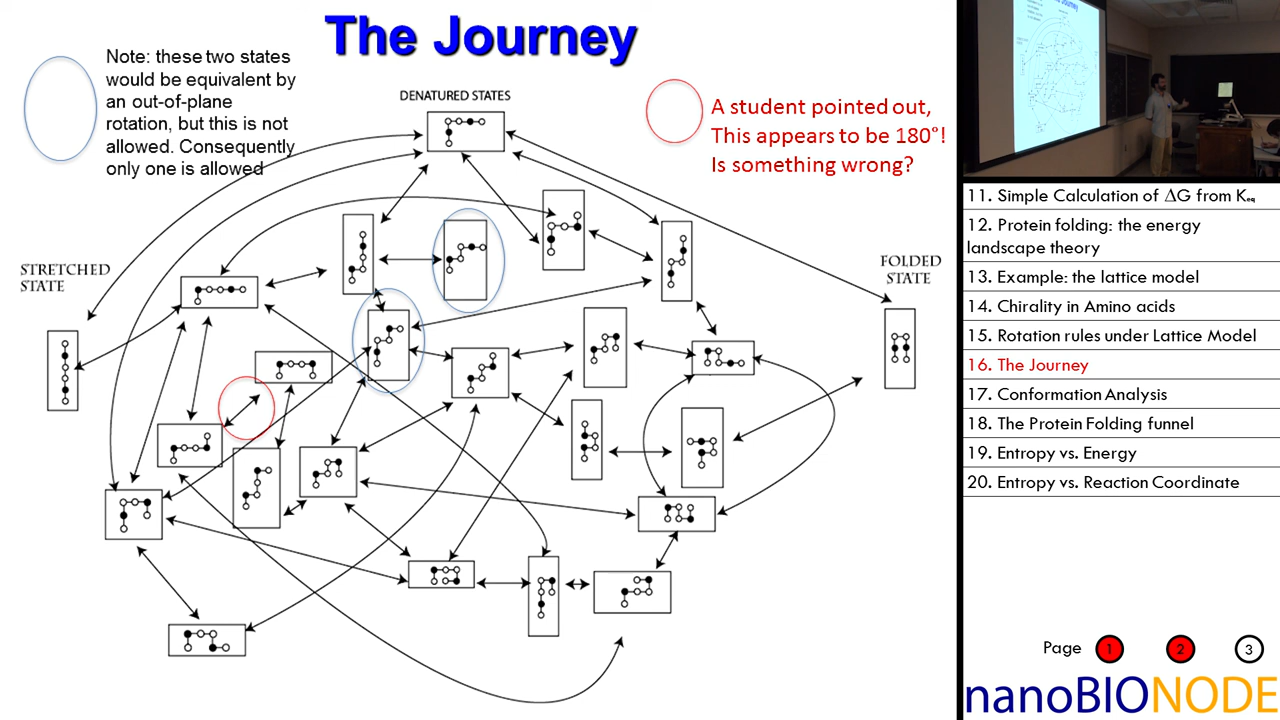 The Journey
Note: these two states
would be equivalent by
an out-of-plane
rotation, but this is not
allowed. Consequently
only one is allowed
DENATURED STATES
A student pointed out,
This appears to be 180°!
Is something wrong?
STRETCHED
STATE
FOLDED
STATE
11. Simple Calculation of ΔG from Keq
12. Protein folding: the energy
landscape theory
13. Example: the lattice model
14. Chirality in Amino acids
15. Rotation rules under Lattice Model
16. The Journey
17. Conformation Analysis
18. The Protein Folding funnel
19. Entropy vs. Energy
20. Entropy vs. Reaction Coordinate
Page 1 2 3
nanoBIONODE